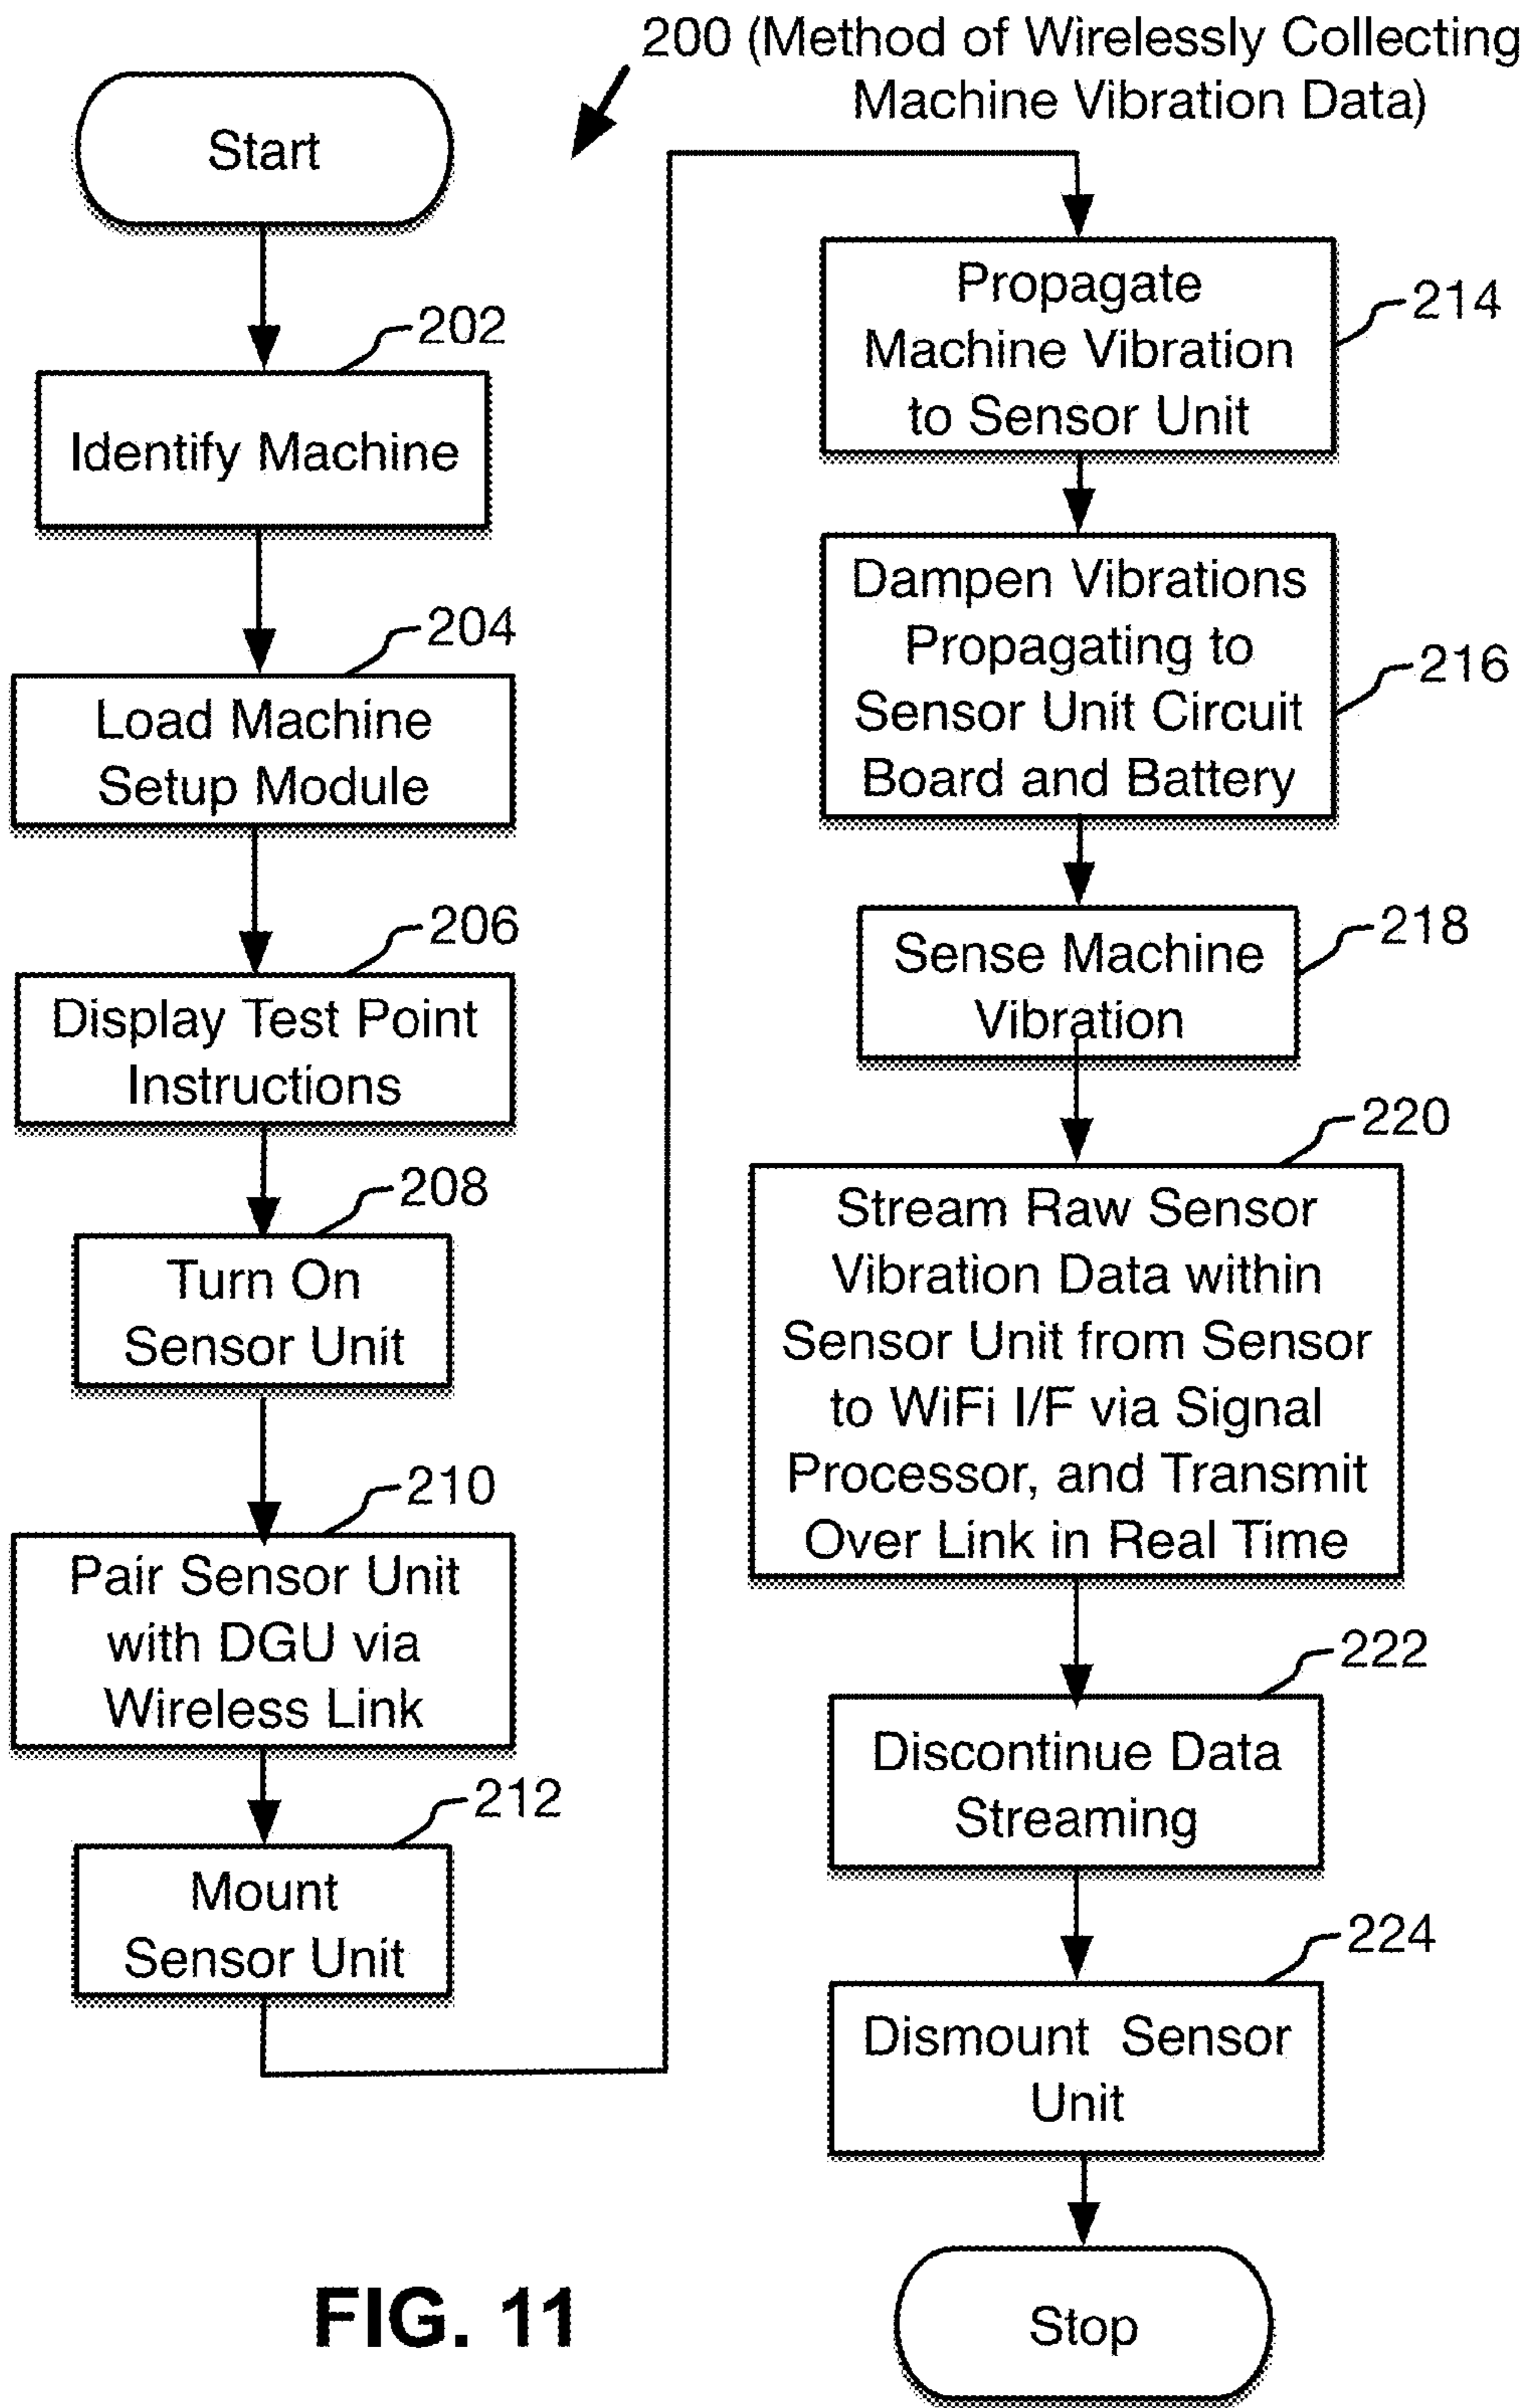 200 (Method of Wirelessly Collecting
Machine Vibration Data)
Start
202
Identify Machine
204
Load Machine
Setup Module
206
Display Test Point
Instructions
208
Turn On
Sensor Unit
210
Pair Sensor Unit
with DGU via
Wireless Link
212
Mount
Sensor Unit
214
Propagate
Machine Vibration
to Sensor Unit
216
Dampen Vibrations
Propagating to
Sensor Unit Circuit
Board and Battery
218
Sense Machine
Vibration
220
Stream Raw Sensor
Vibration Data within
Sensor Unit from Sensor
to WiFi I/F via Signal
Processor, and Transmit
Over Link in Real Time
222
Discontinue Data
Streaming
224
Dismount Sensor
Unit
Stop
FIG. 11